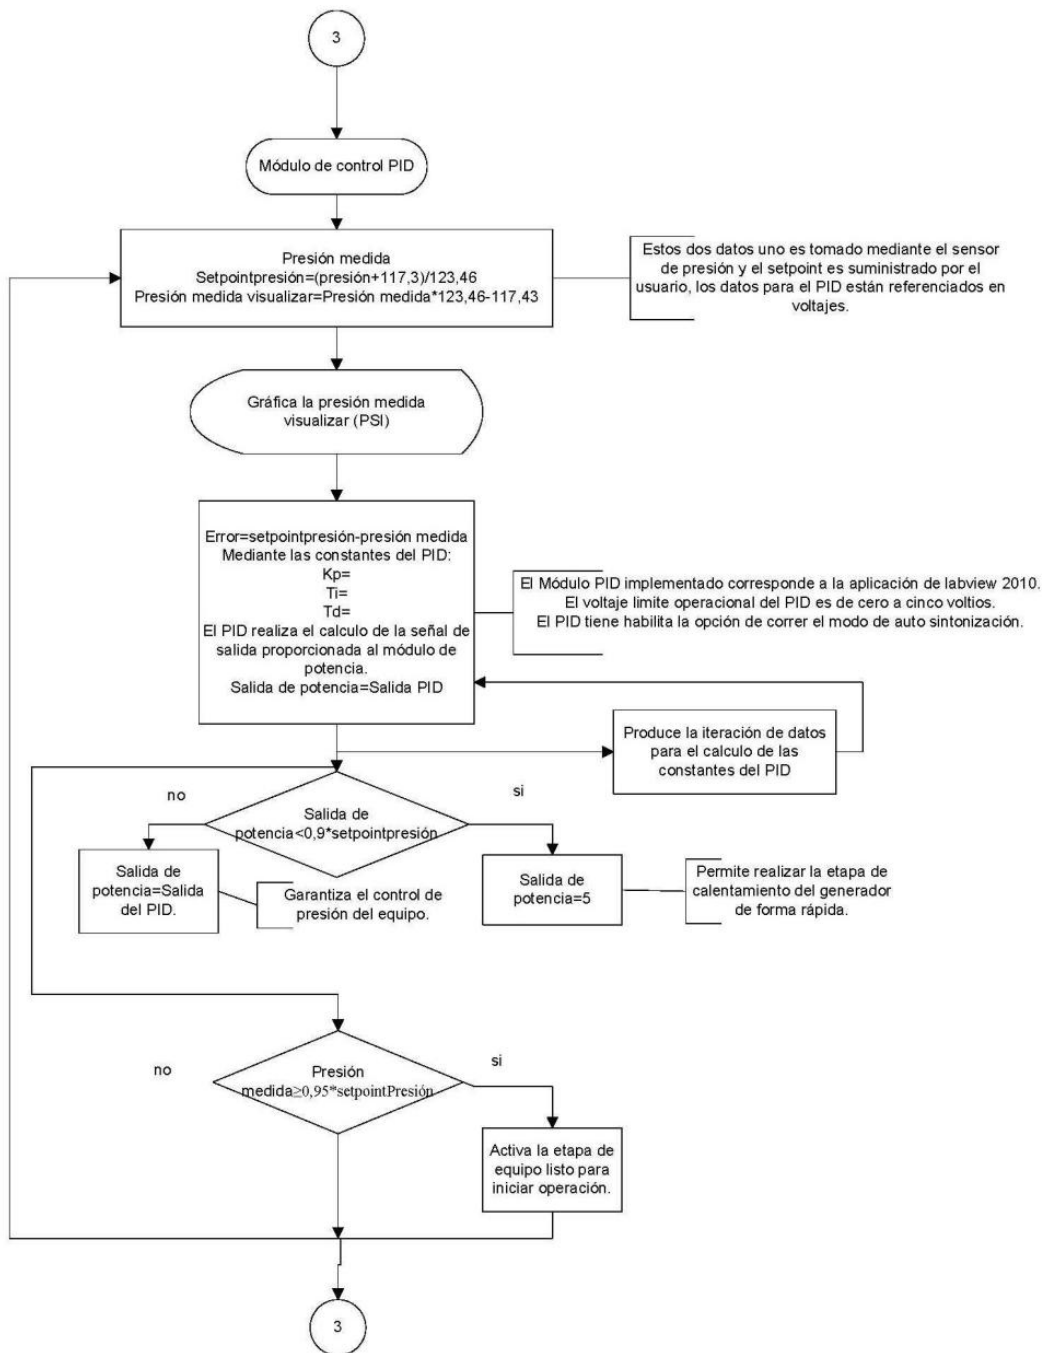 3
Módulo de control PID
Presión medida
Setpointpresión=(presión+117,3)/123,46
Presión medida visualizar=Presión medida*123,46-117,43
Estos dos datos uno es tomado mediante el sensor
de presión y el setpoint es suministrado por el
usuario, los datos para el PID están referenciados en
voltajes.
Gráfica la presión medida
visualizar (PSI)
Error=setpointpresión-presión medida
Mediante las constantes del PID:
Kp=
Ti=
Td=
El PID realiza el calculo de la señal de
salida proporcionada al módulo de
potencia.
Salida de potencia=Salida PID
El Módulo PID implementado corresponde a la aplicación de labview 2010.
El voltaje limite operacional del PID es de cero a cinco voltios.
El PID tiene habilita la opción de correr el modo de auto sintonización.
Produce la iteración de datos
para el calculo de las
constantes del PID
no
si
Salida de
potencia<0,9*setpointpresión
Salida de
potencia=Salida
del PID.
Garantiza el control de
presión del equipo.
Salida de
potencia=5
Permite realizar la etapa de
calentamiento del generador
de forma rápida.
no
si
Presión
medida≥0,95*setpointPresión
Activa la etapa de
equipo listo para
iniciar operación.
3